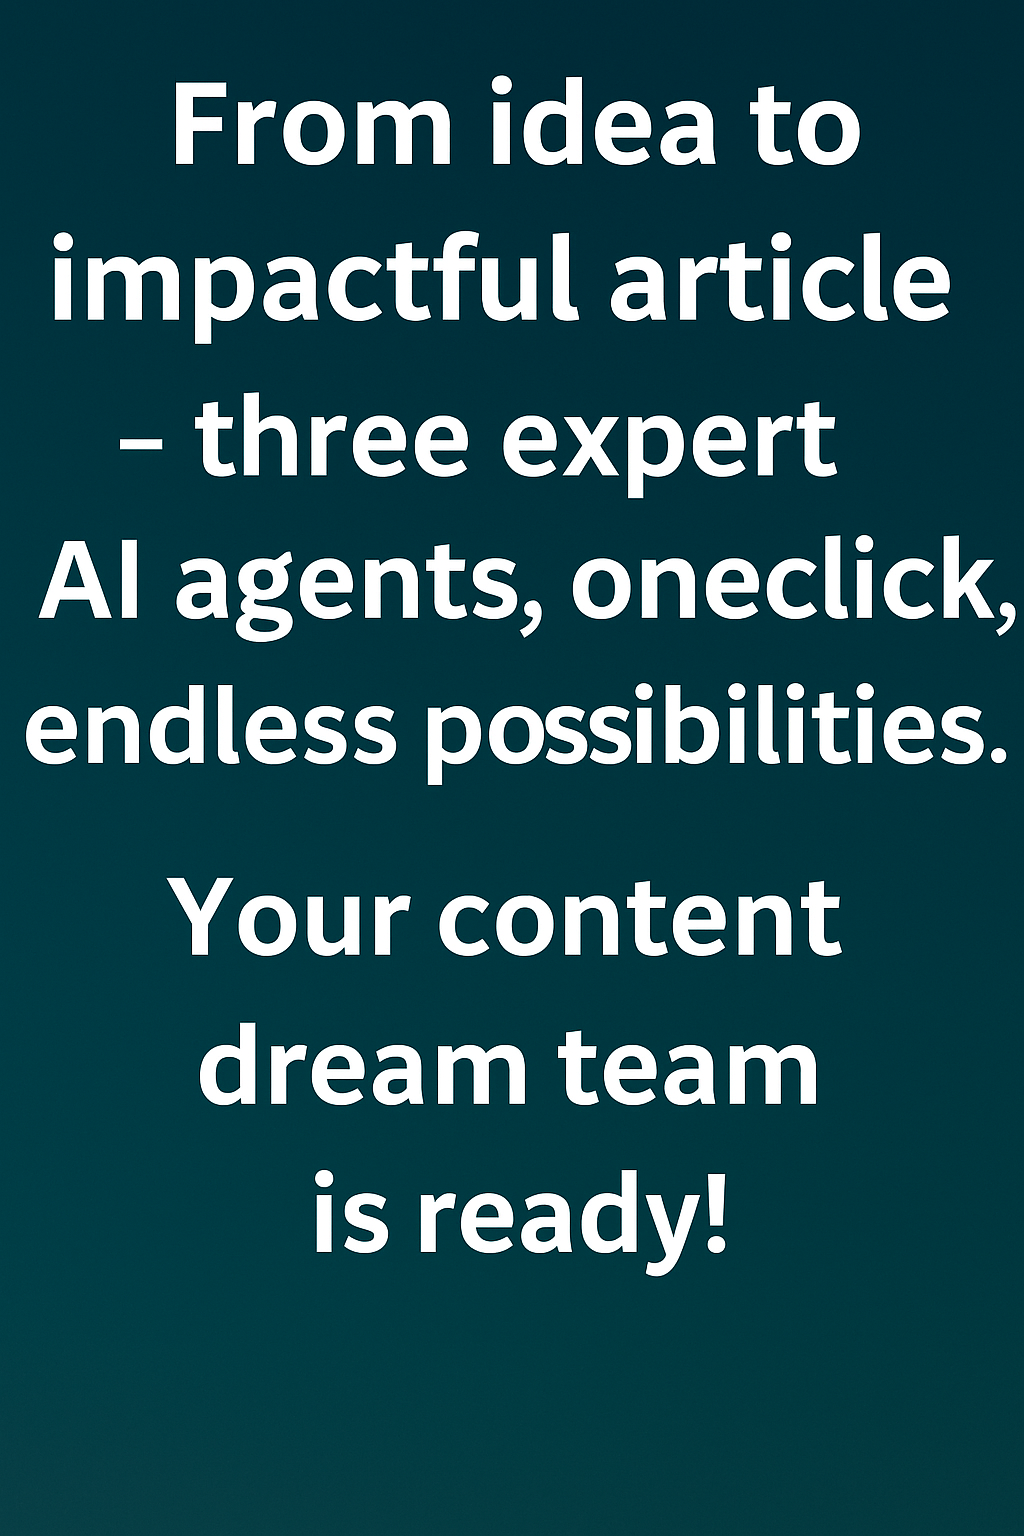 From idea to
impactful article
– three expert
AI agents, oneclick,
endless possibilities.
Your content
dream team
is ready!